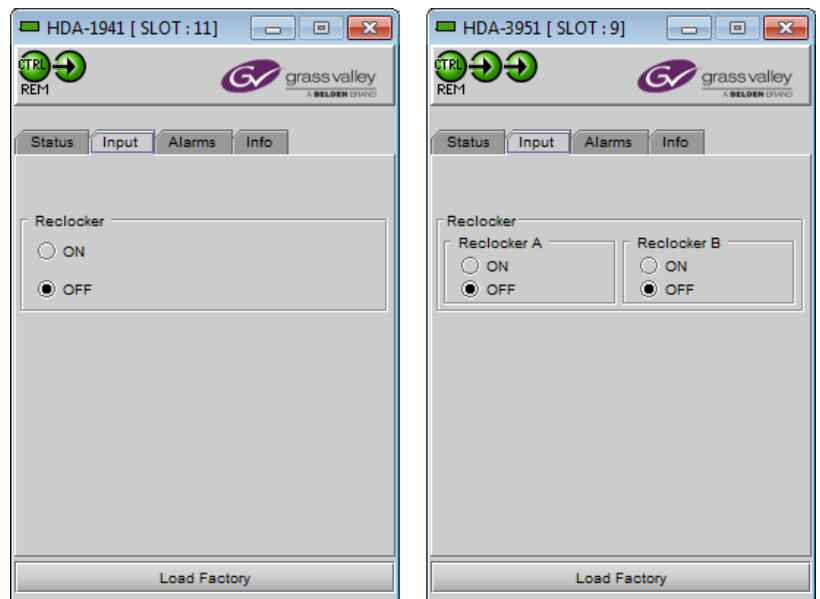 HDA-1941 [ SLOT : 11]
CTRL
REM
GV
grass valley
A BELDEN BRAND
Status Input Alarms Info
Reclocker
ON
OFF
Load Factory
HDA-3951 [ SLOT : 9]
CTRL
REM
GV
grass valley
A BELDEN BRAND
Status Input Alarms Info
Reclocker
Reclocker A
ON
OFF
Reclocker B
ON
OFF
Load Factory